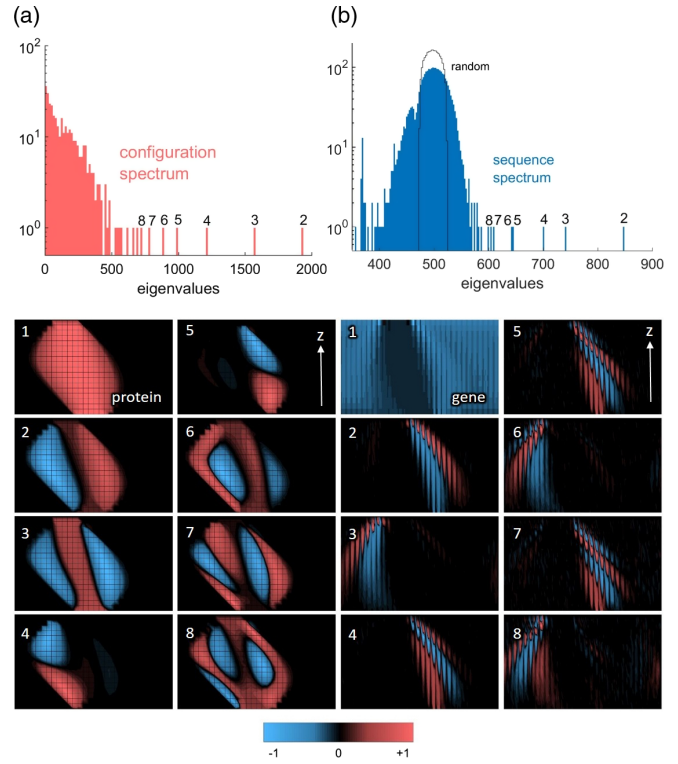 (a)
(b)
10²
10¹
10⁰
configuration
spectrum
8 7 6 5 4 3 2
0 500 1000 1500 2000
eigenvalues
10²
10¹
10⁰
random
sequence
spectrum
8 7 6 5 4 3 2
400 500 600 700 800 900
eigenvalues
1
protein
5
z
1
gene
5
z
2
6
2
6
3
7
3
7
4
8
4
8
-1 0 +1